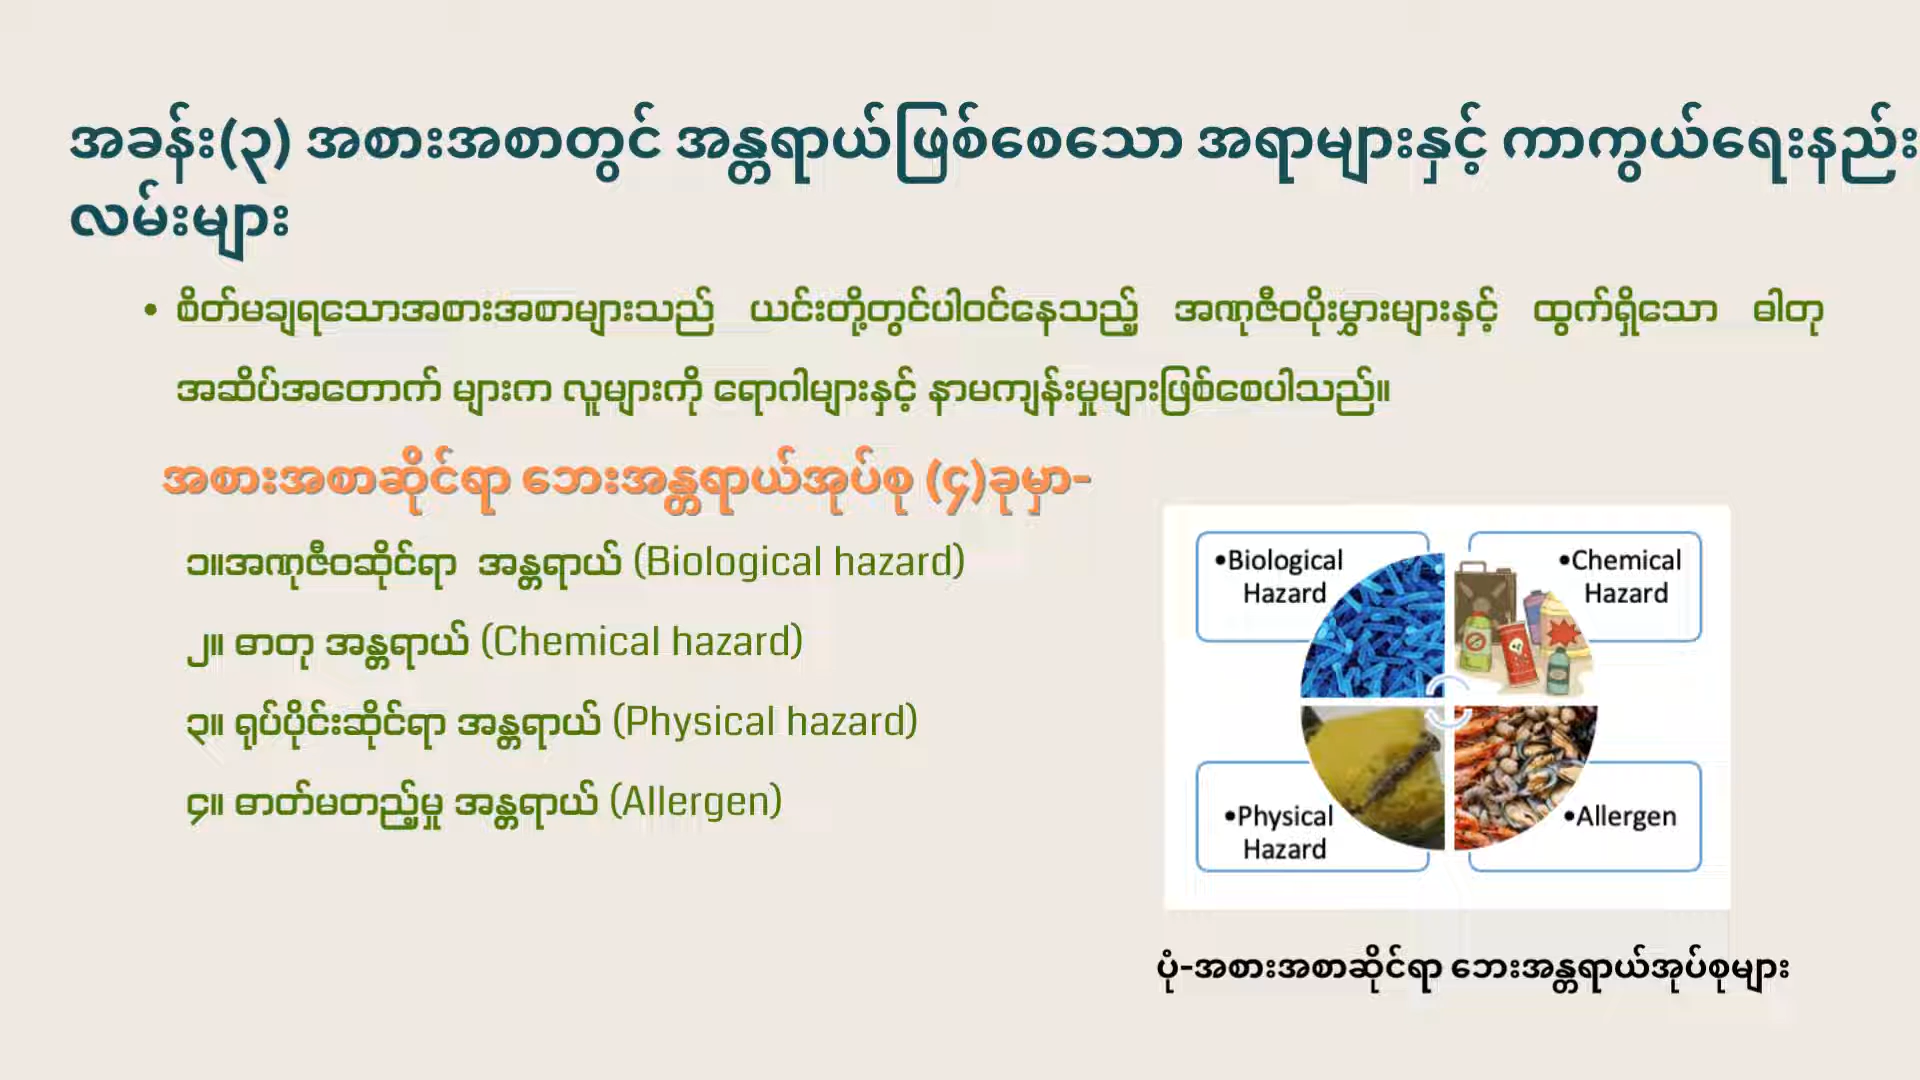 အခန်း(၃) အစားအစာတွင် အန္တရာယ်ဖြစ်စေသော အရာများနှင့် ကာကွယ်ရေးနည်း
လမ်းများ
• စိတ်မချရသောအစားအစာများသည် ယင်းတို့တွင်ပါဝင်နေသည့် အဏုဇီဝပိုးမွှားများနှင့် ထွက်ရှိသော ဓါတု
အဆိပ်အတောက် များက လူများကို ရောဂါများနှင့် နာမကျန်းမှုများဖြစ်စေပါသည်။
အစားအစာဆိုင်ရာ ဘေးအန္တရာယ်အုပ်စု (၄)ခုမှာ-
၁။အဏုဇီဝဆိုင်ရာ အန္တရာယ် (Biological hazard)
၂။ ဓာတု အန္တရာယ် (Chemical hazard)
၃။ ရုပ်ပိုင်းဆိုင်ရာ အန္တရာယ် (Physical hazard)
၄။ ဓာတ်မတည့်မှု အန္တရာယ် (Allergen)
•Biological
Hazard
•Chemical
Hazard
•Physical
Hazard
•Allergen
ပုံ-အစားအစာဆိုင်ရာ ဘေးအန္တရာယ်အုပ်စုများ